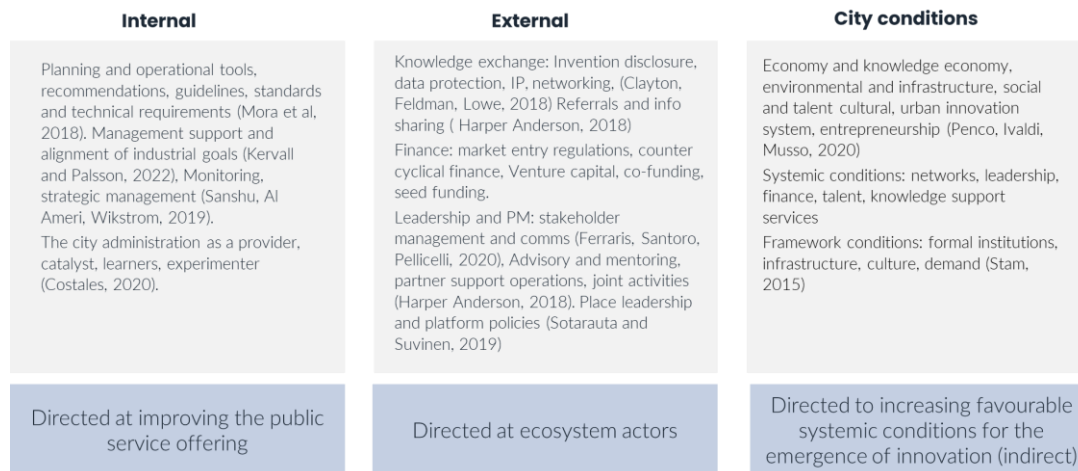 Internal
Planning and operational tools,
recommendations, guidelines, standards
and technical requirements (Mora et al,
2018). Management support and
alignment of industrial goals (Kervall
and Palsson, 2022), Monitoring,
strategic management (Sanshu, Al
Ameri, Wikstrom, 2019).
The city administration as a provider,
catalyst, learners, experimenter
(Costales, 2020).
Directed at improving the public
service offering
External
Knowledge exchange: Invention disclosure,
data protection, IP, networking, (Clayton,
Feldman, Lowe, 2018) Referrals and info
sharing ( Harper Anderson, 2018)
Finance: market entry regulations, counter
cyclical finance, Venture capital, co-funding,
seed funding.
Leadership and PM: stakeholder
management and comms (Ferraris, Santoro,
Pellicelli, 2020), Advisory and mentoring,
partner support operations, joint activities
(Harper Anderson, 2018). Place leadership
and platform policies (Sotarauta and
Suvinen, 2019)
Directed at ecosystem actors
City conditions
Economy and knowledge economy,
environmental and infrastructure, social
and talent cultural, urban innovation
system, entrepreneurship (Penco, Ivaldi,
Musso, 2020)
Systemic conditions: networks, leadership,
finance, talent, knowledge support
services
Framework conditions: formal institutions,
infrastructure, culture, demand (Stam,
2015)
Directed to increasing favourable
systemic conditions for the
emergence of innovation (indirect)